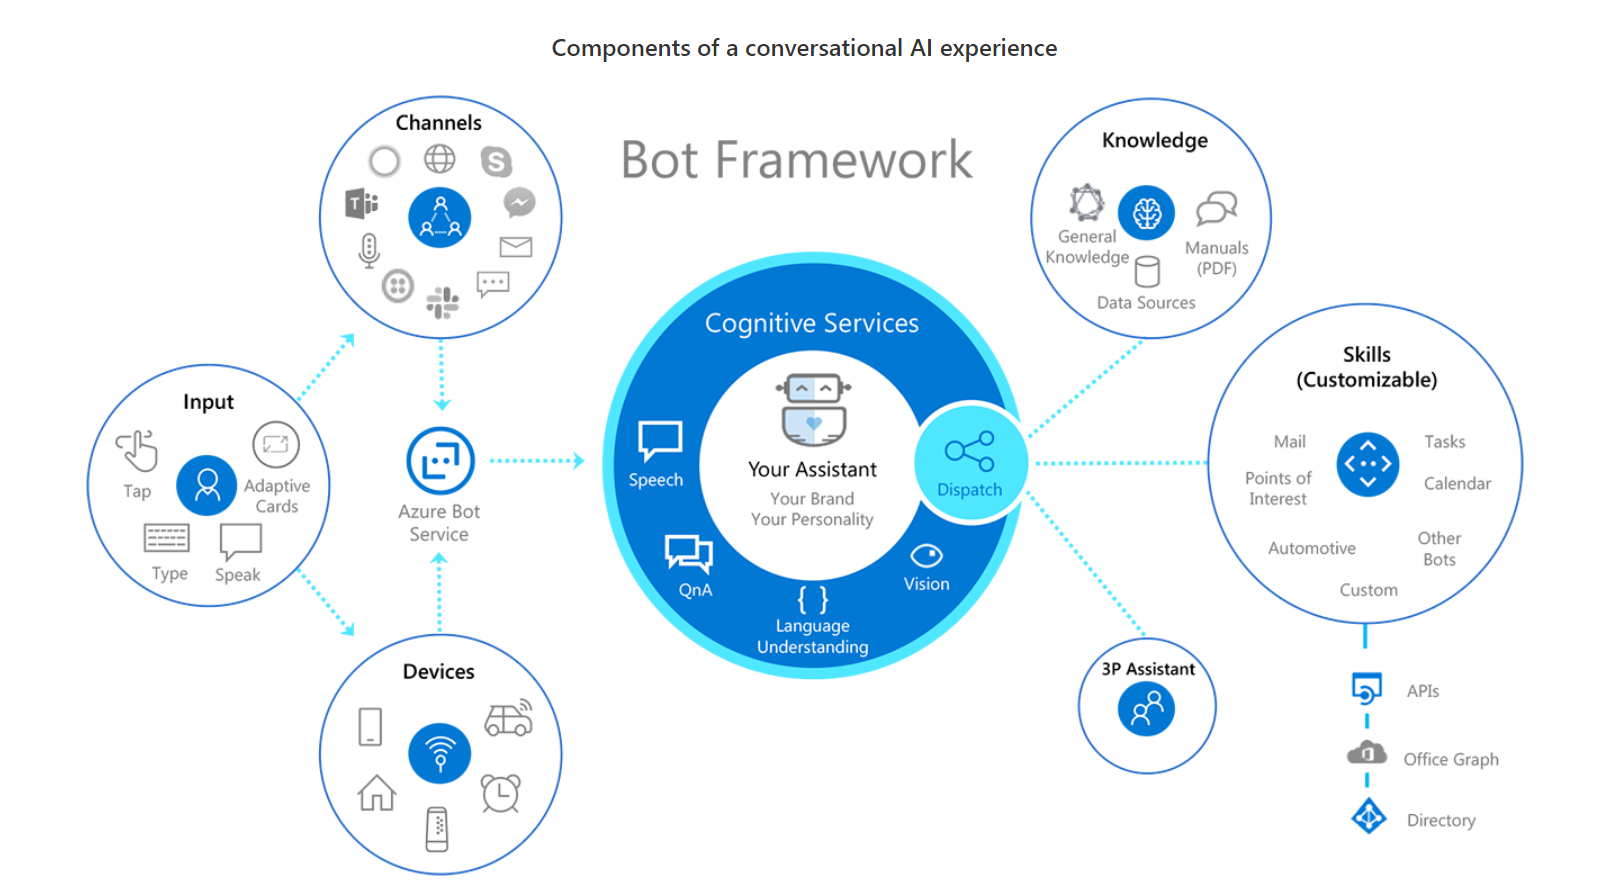 Components of a conversational AI experience
Bot Framework
Channels
T
Input
Tap
Adaptive
Cards
Type
Speak
Azure Bot
Service
Devices
Cognitive Services
Speech
QnA
{ }
Language
Understanding
Vision
Your Assistant
Your Brand
Your Personality
Dispatch
Knowledge
General
Knowledge
Manuals
(PDF)
Data Sources
Skills
(Customizable)
Mail
Tasks
Points of
Interest
Calendar
Automotive
Other
Bots
Custom
3P Assistant
APIs
Office Graph
Directory